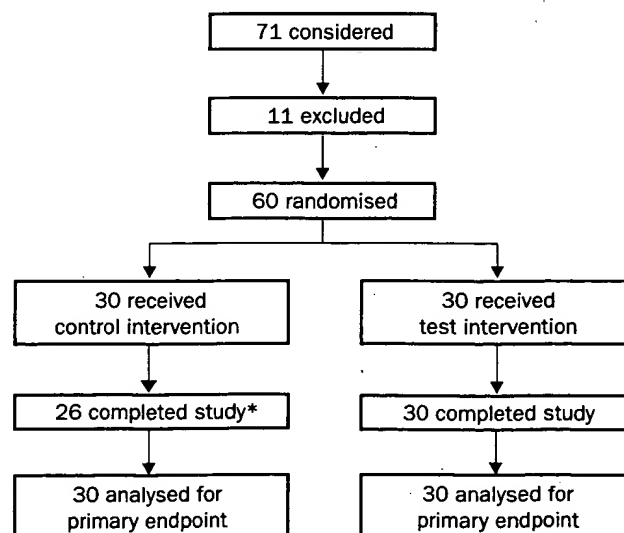 71 considered
11 excluded
60 randomised
30 received
control intervention
30 received
test intervention
26 completed study*
30 completed study
30 analysed for
primary endpoint
30 analysed for
primary endpoint